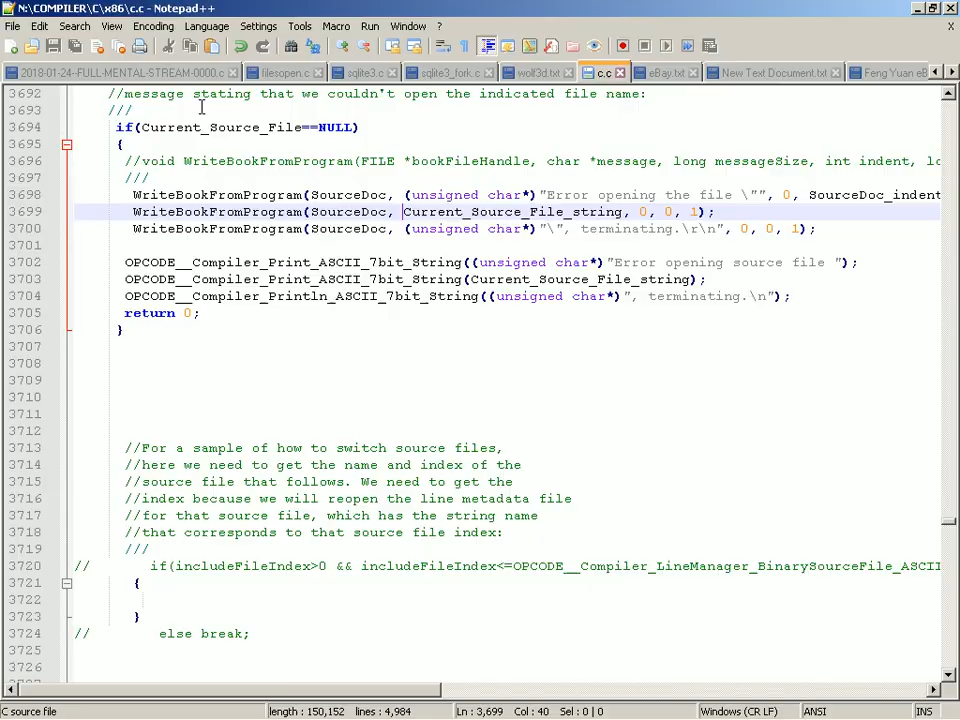 N:\COMPILER\C\x86\c.c - Notepad++
File Edit Search View Encoding Language Settings Tools Macro Run Window ? X
2018-01-24-FULL-MENTAL-STREAM-0000.c filesopen.c sqlite3.c sqlite3_fork.c wolf3d.txt c.c eBay.txt New Text Document.txt Feng Yuan eB
3692 //message stating that we couldn't open the indicated file name:
3693 ///
3694 if(Current_Source_File==NULL)
3695 {
3696 //void WriteBookFromProgram(FILE *bookFileHandle, char *message, long messageSize, int indent, lo
3697 ///
3698 WriteBookFromProgram(SourceDoc, (unsigned char*)"Error opening the file \"", 0, SourceDoc_indent
3699 WriteBookFromProgram(SourceDoc, Current_Source_File_string, 0, 0, 1);
3700 WriteBookFromProgram(SourceDoc, (unsigned char*)"\", terminating.\r\n", 0, 0, 1);
3701
3702 OPCODE__Compiler_Print_ASCII_7bit_String((unsigned char*)"Error opening source file ");
3703 OPCODE__Compiler_Print_ASCII_7bit_String(Current_Source_File_string);
3704 OPCODE__Compiler_Println_ASCII_7bit_String((unsigned char*)", terminating.\n");
3705 return 0;
3706 }
3707
3708
3709
3710
3711
3712
3713 //For a sample of how to switch source files,
3714 //here we need to get the name and index of the
3715 //source file that follows. We need to get the
3716 //index because we will reopen the line metadata file
3717 //for that source file, which has the string name
3718 //that corresponds to that source file index:
3719 ///
3720 // if(includeFileIndex>0 && includeFileIndex<=OPCODE__Compiler_LineManager_BinarySourceFile_ASCII
3721 {
3722
3723 }
3724 // else break;
3725
3726
C source file length : 150,152 lines : 4,984 Ln : 3,699 Col : 40 Sel : 0 | 0 Windows (CR LF) ANSI INS